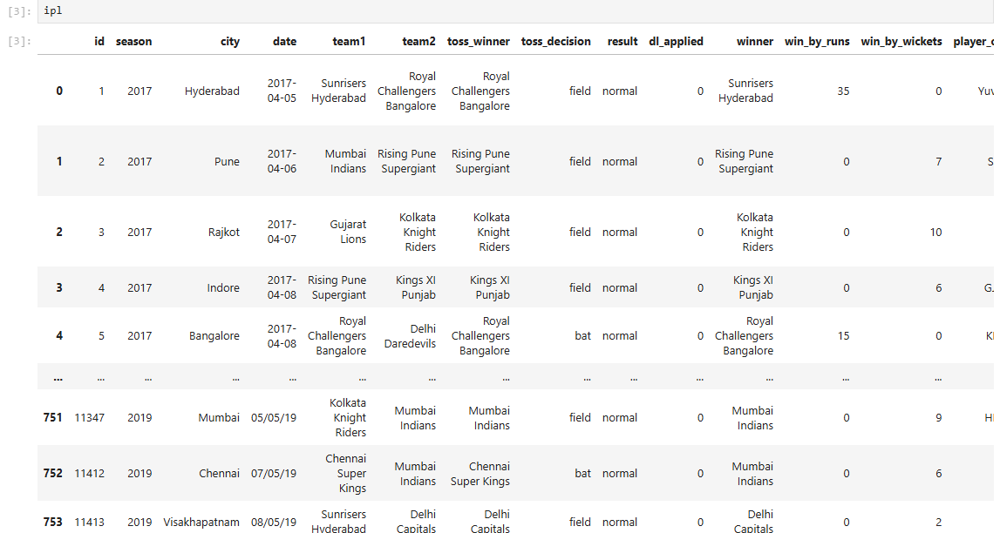 [3]: ipl
[3]: id season city date team1 team2 toss_winner toss_decision result dl_applied winner win_by_runs win_by_wickets
0 1 2017 Hyderabad 2017-04-05 Sunrisers Hyderabad Royal Challengers Bangalore Royal Challengers Bangalore field normal 0 Sunrisers Hyderabad 35 0
1 2 2017 Pune 2017-04-06 Mumbai Indians Rising Pune Supergiant Rising Pune Supergiant field normal 0 Rising Pune Supergiant 0 7 S
2 3 2017 Rajkot 2017-04-07 Gujarat Lions Kolkata Knight Riders Kolkata Knight Riders field normal 0 Kolkata Knight Riders 0 10
3 4 2017 Indore 2017-04-08 Rising Pune Supergiant Kings XI Punjab Kings XI Punjab field normal 0 Kings XI Punjab 0 6
4 5 2017 Bangalore 2017-04-08 Royal Challengers Bangalore Delhi Daredevils Royal Challengers Bangalore bat normal 0 Royal Challengers Bangalore 15 0
... ... ... ... ... ... ... ... ... ... ... ... ... ...
751 11347 2019 Mumbai 05/05/19 Kolkata Knight Riders Mumbai Indians Mumbai Indians field normal 0 Mumbai Indians 0 9
752 11412 2019 Chennai 07/05/19 Chennai Super Kings Mumbai Indians Chennai Super Kings bat normal 0 Mumbai Indians 0 6
753 11413 2019 Visakhapatnam 08/05/19 Sunrisers Hyderabad Delhi Capitals Delhi Capitals field normal 0 Delhi Capitals 0 2